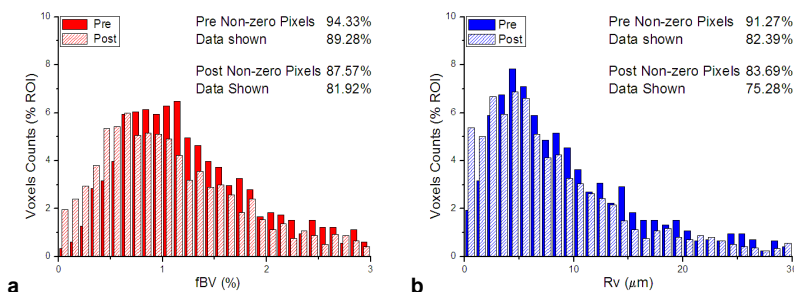 10
8
6
4
2
0
Voxels Counts (% ROI)
Pre
Post
Pre Non-zero Pixels 94.33%
Data shown 89.28%
Post Non-zero Pixels 87.57%
Data Shown 81.92%
0 1 2 3
fBV (%)
a
10
8
6
4
2
0
Voxels Counts (% ROI)
Pre
Post
Pre Non-zero Pixels 91.27%
Data shown 82.39%
Post Non-zero Pixels 83.69%
Data Shown 75.28%
0 10 20 30
Rv (μm)
b